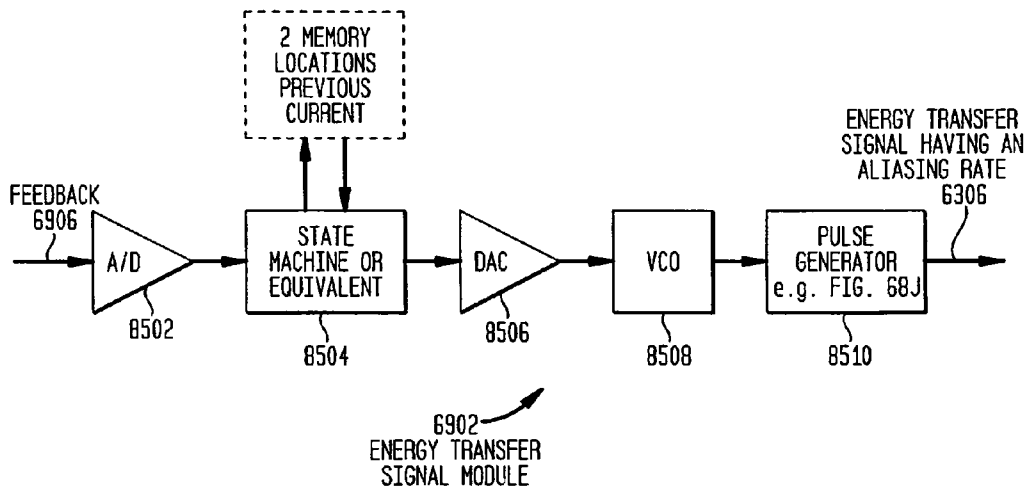 2 MEMORY
LOCATIONS
PREVIOUS
CURRENT
ENERGY TRANSFER
SIGNAL HAVING AN
ALIASING RATE
6306
FEEDBACK
6906
A/D
8502
STATE
MACHINE OR
EQUIVALENT
8504
DAC
8506
VCO
8508
PULSE
GENERATOR
e.g. FIG. 68J
8510
6902
ENERGY TRANSFER
SIGNAL MODULE